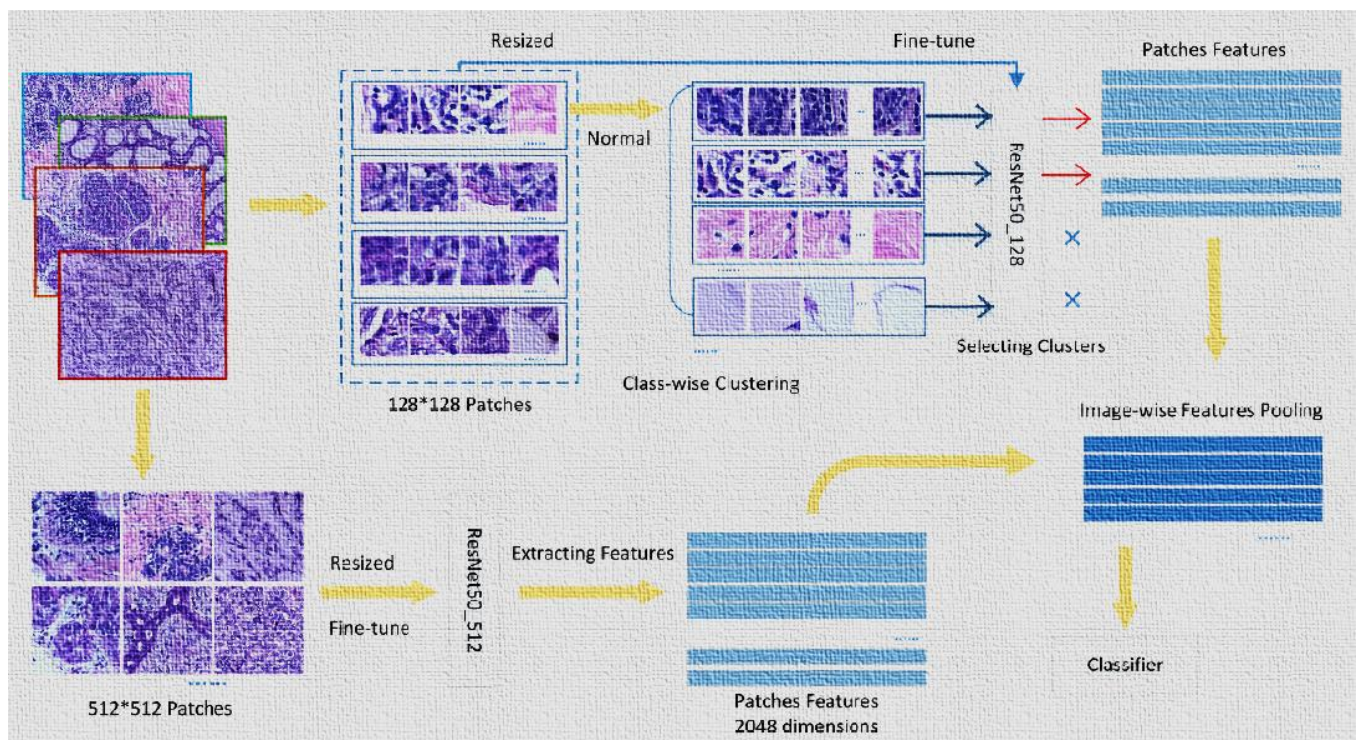 Resized
Fine-tune
Patches Features
Normal
ResNet50_128
Selecting Clusters
Class-wise Clustering
128*128 Patches
Image-wise Features Pooling
Resized
Fine-tune
ResNet50_512
Extracting Features
Classifier
512*512 Patches
Patches Features
2048 dimensions